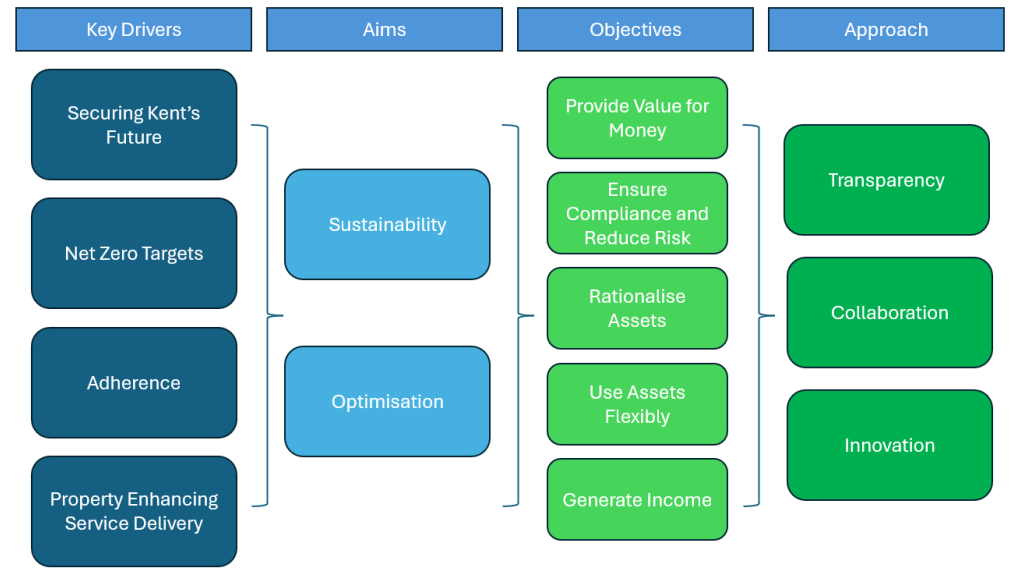 Key Drivers
Aims
Objectives
Approach
Securing Kent’s
Future
Net Zero Targets
Adherence
Property Enhancing
Service Delivery
Sustainability
Optimisation
Provide Value for
Money
Ensure
Compliance and
Reduce Risk
Rationalise
Assets
Use Assets
Flexibly
Generate Income
Transparency
Collaboration
Innovation